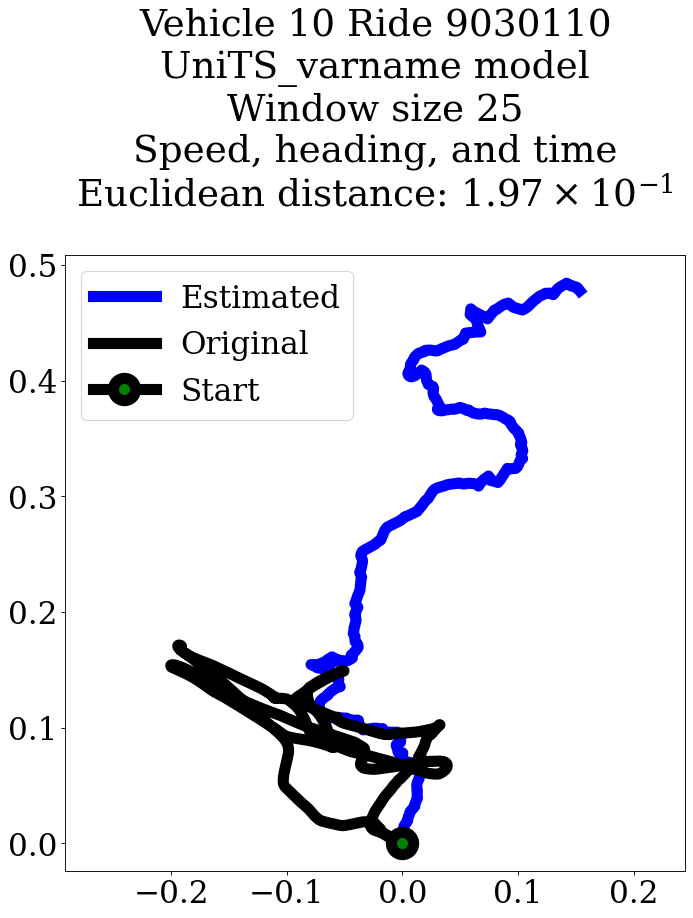 Vehicle 10 Ride 9030110
UniTS_varname model
Window size 25
Speed, heading, and time
Euclidean distance: 1.97 × 10⁻¹
0.5
0.4
0.3
0.2
0.1
0.0
Estimated
Original
Start
−0.2 −0.1 0.0 0.1 0.2